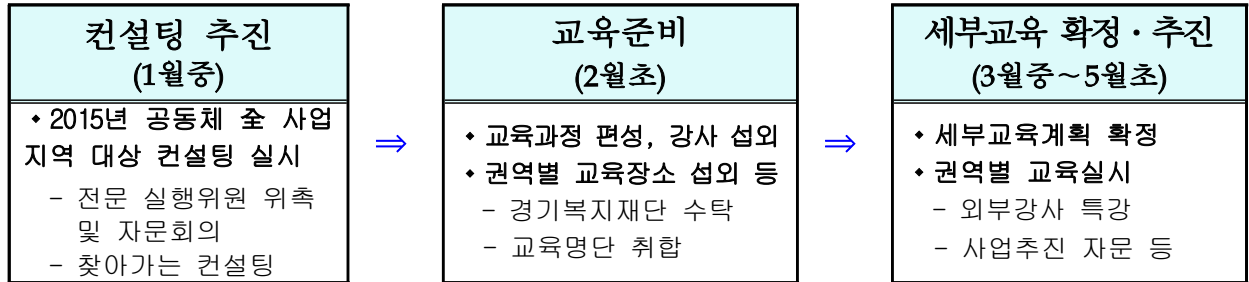 컨설팅 추진
(1월중)
◆ 2015년 공동체 全 사업
지역 대상 컨설팅 실시
- 전문 실행위원 위촉
및 자문회의
- 찾아가는 컨설팅
⇒
교육준비
(2월초)
◆ 교육과정 편성, 강사 섭외
◆ 권역별 교육장소 섭외 등
- 경기복지재단 수탁
- 교육명단 취합
⇒
세부교육 확정·추진
(3월중~5월초)
◆ 세부교육계획 확정
◆ 권역별 교육실시
- 외부강사 특강
- 사업추진 자문 등